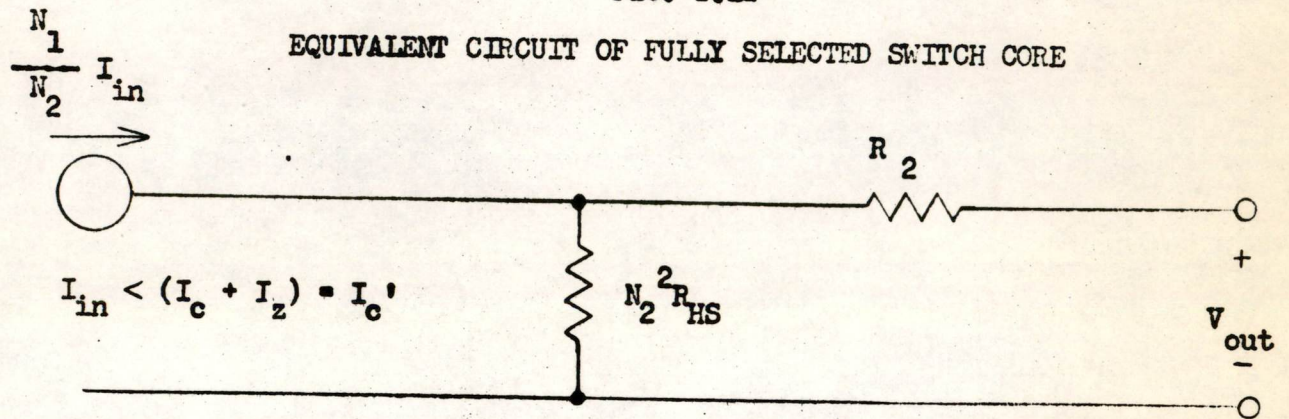 EQUIVALENT CIRCUIT OF FULLY SELECTED SWITCH CORE
N1
N2 Iin
R2
Iin < (Ic + Iz) = Ic'
N2²RHS
+
Vout
-